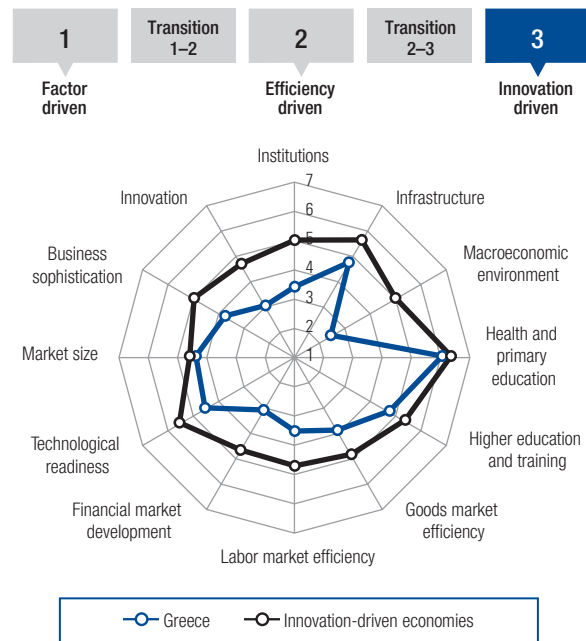 1
Transition
1–2
2
Transition
2–3
3
Factor
driven
Efficiency
driven
Innovation
driven
Institutions
7
Innovation
Infrastructure
6
5
Business
sophistication
Macroeconomic
environment
4
3
2
Market size
1
Health and
primary
education
Technological
readiness
Higher education
and training
Financial market
development
Goods market
efficiency
Labor market efficiency
Greece
Innovation-driven economies